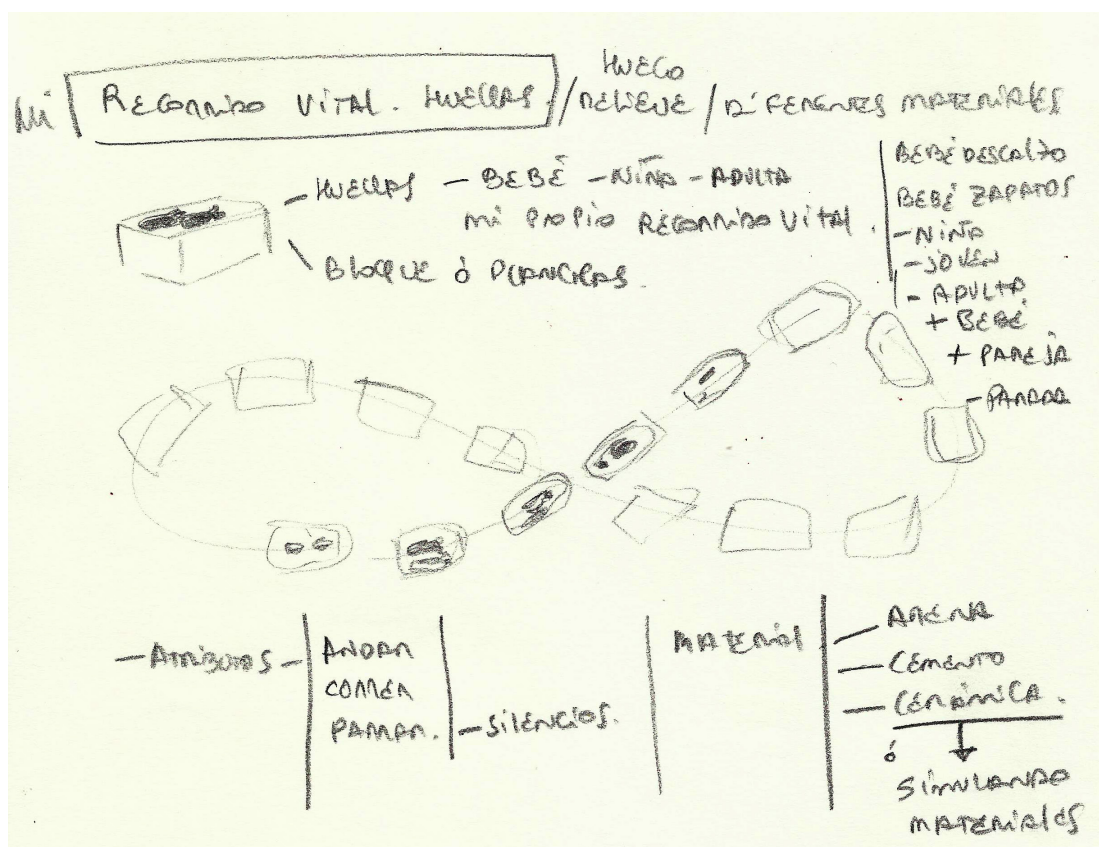 Mi RECORRIDO VITAL. HUELLAS. / HUECO RELIEVE / DIFERENTES MATERIALES
- HUELLAS - BEBÉ - NIÑA - ADULTA
MI PROPIO RECORRIDO VITAL.
BLOQUE Ó PLANCHAS.
BEBÉ DESCALZO
BEBÉ ZAPATOS
- NIÑA
- JOVEN
- ADULTA
+ BEBÉ
+ PAREJA
- PARADA
- ATRIBUTOS -
ANDAR
CORRER
PARAR.
- SILENCIOS.
MATERIAL
- ARENA
- CEMENTO
- CERÁMICA.
ó
SIMULANDO
MATERIALES